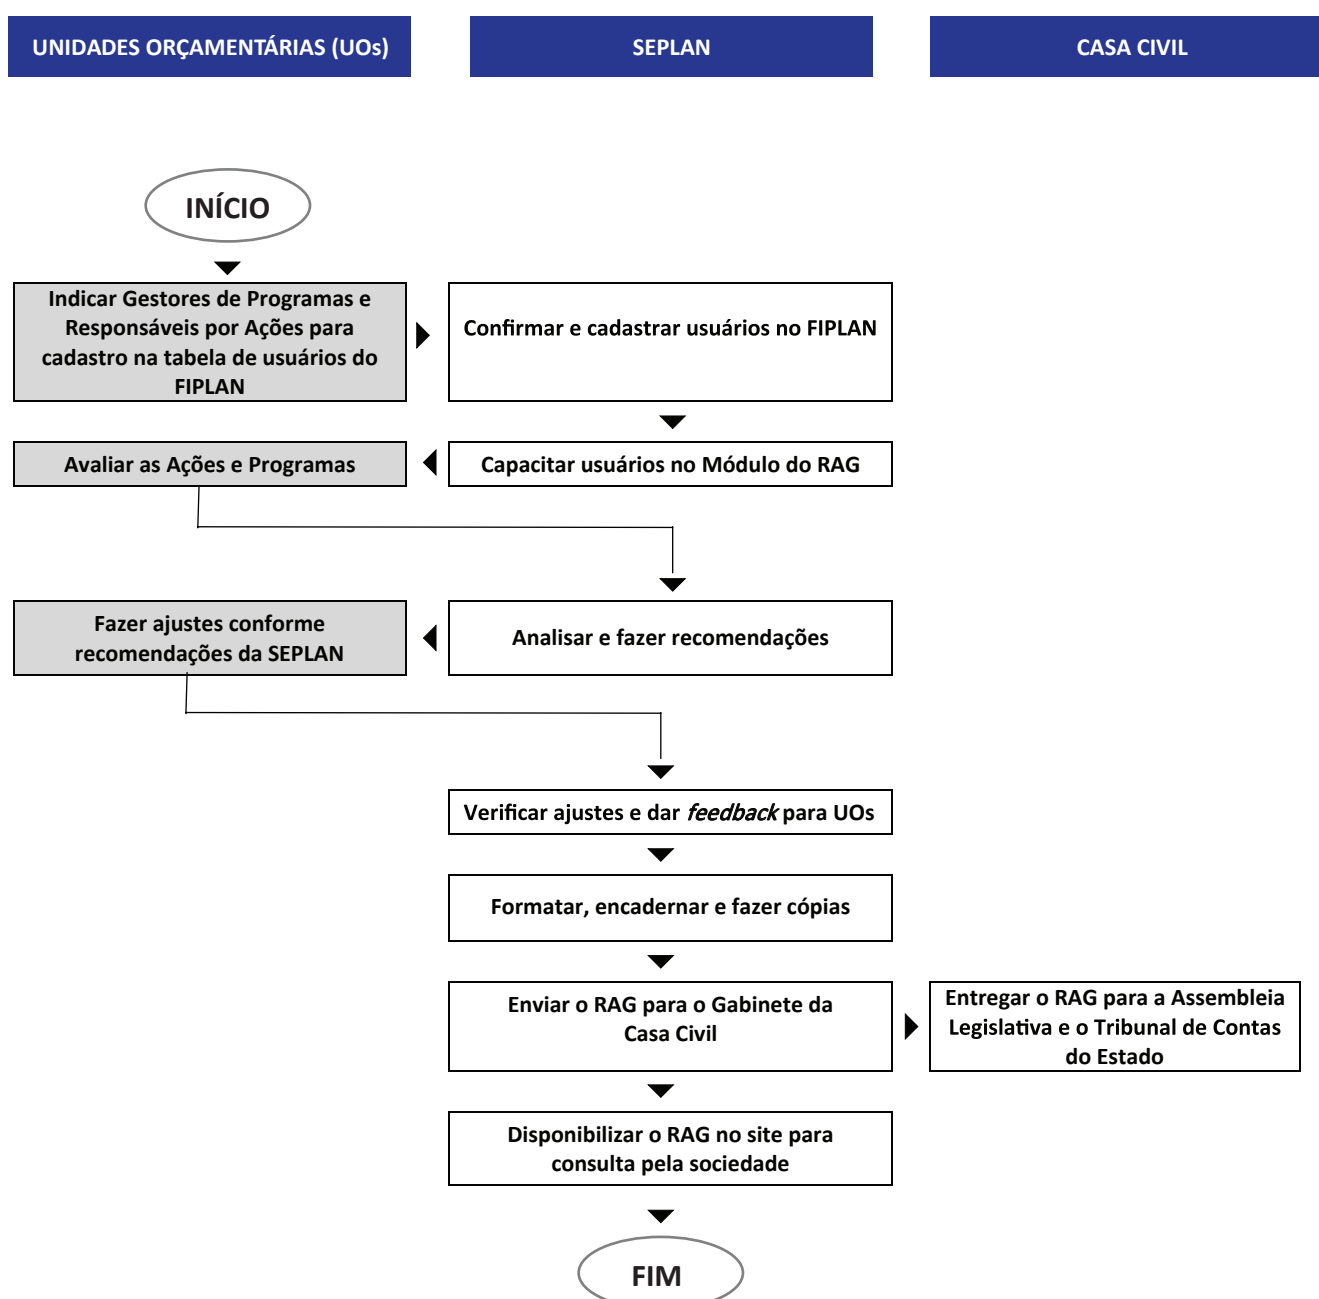 UNIDADES ORÇAMENTÁRIAS (UOs)
SEPLAN
CASA CIVIL
INÍCIO
Indicar Gestores de Programas e
Responsáveis por Ações para
cadastro na tabela de usuários do
FIPLAN
Confirmar e cadastrar usuários no FIPLAN
Avaliar as Ações e Programas
Capacitar usuários no Módulo do RAG
Fazer ajustes conforme
recomendações da SEPLAN
Analisar e fazer recomendações
Verificar ajustes e dar feedback para UOs
Formatar, encadernar e fazer cópias
Enviar o RAG para o Gabinete da
Casa Civil
Entregar o RAG para a Assembleia
Legislativa e o Tribunal de Contas
do Estado
Disponibilizar o RAG no site para
consulta pela sociedade
FIM